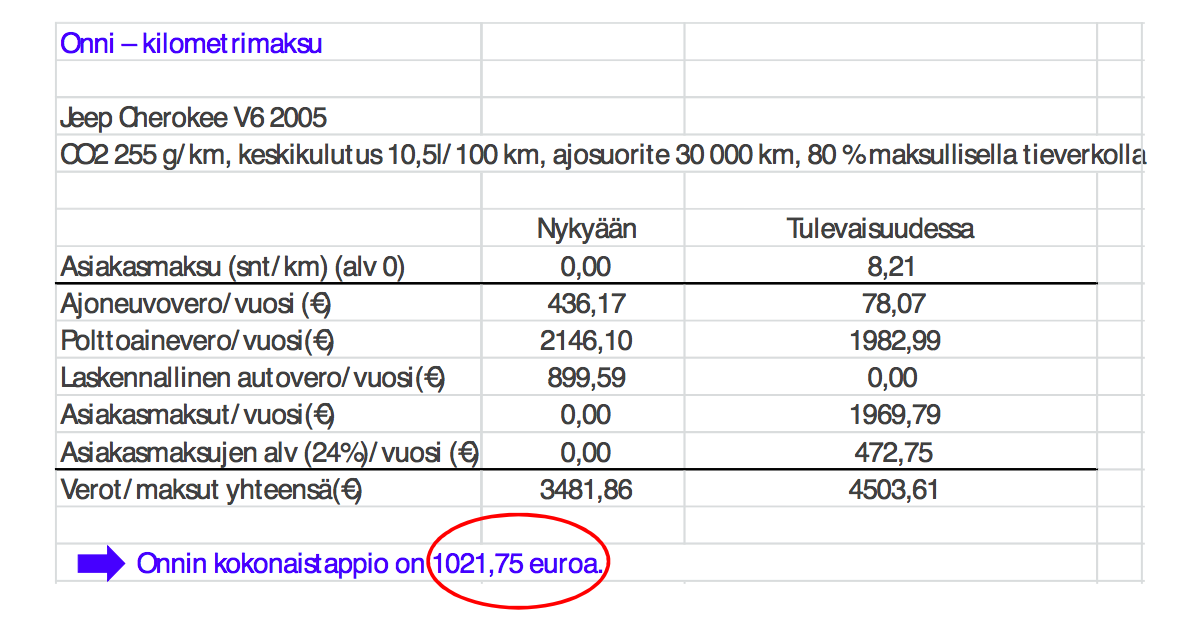 Onni – kilometrimaksu
Jeep Cherokee V6 2005
CO2 255 g/km, keskikulutus 10,5l/100 km, ajosuorite 30 000 km, 80 % maksullisella tieverkolla
Nykyään Tulevaisuudessa
Asiakasmaksu (snt/km) (alv 0) 0,00 8,21
Ajoneuvovero/vuosi (€) 436,17 78,07
Polttoainevero/vuosi(€) 2146,10 1982,99
Laskennallinen autovero/vuosi(€) 899,59 0,00
Asiakasmaksut/vuosi(€) 0,00 1969,79
Asiakasmaksujen alv (24%)/vuosi (€) 0,00 472,75
Verot/maksut yhteensä(€) 3481,86 4503,61
Onnin kokonaistappio on 1021,75 euroa.